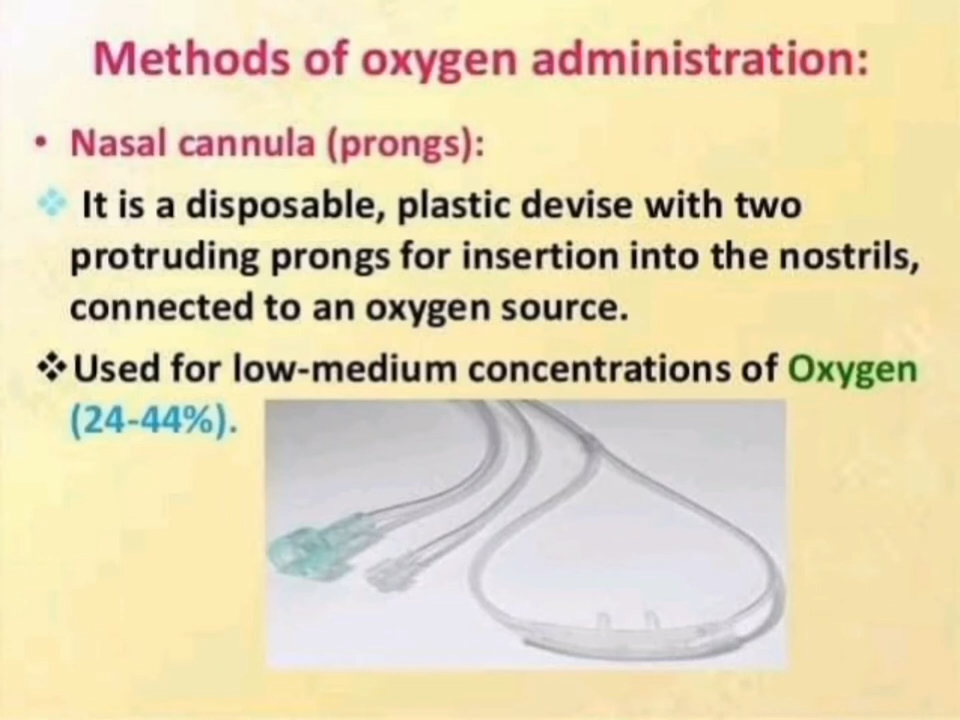 Methods of oxygen administration:
• Nasal cannula (prongs):
❖ It is a disposable, plastic devise with two
protruding prongs for insertion into the nostrils,
connected to an oxygen source.
❖Used for low-medium concentrations of Oxygen
(24-44%).